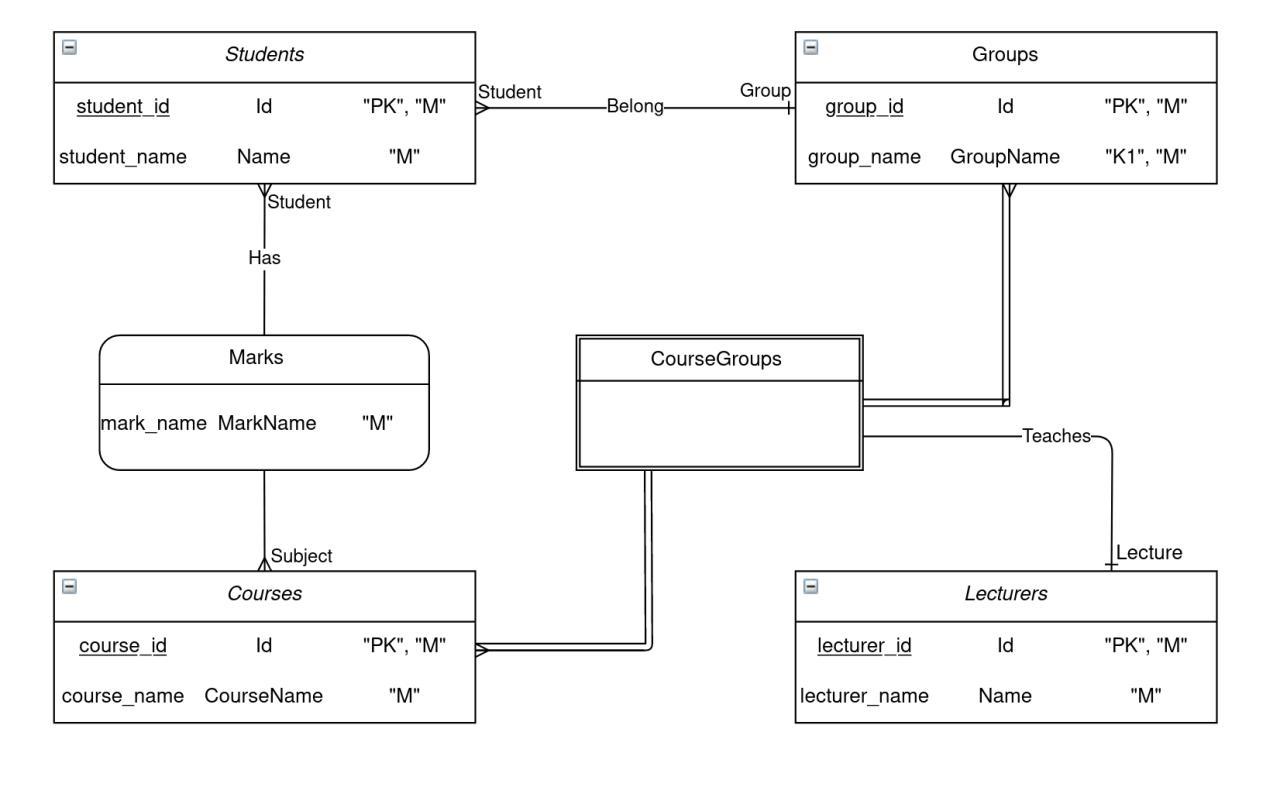 Students
student_id Id "PK", "M"
student_name Name "M"
Student
Belong
Group
Groups
group_id Id "PK", "M"
group_name GroupName "K1", "M"
Student
Has
Marks
mark_name MarkName "M"
CourseGroups
Teaches
Subject
Lecture
Courses
course_id Id "PK", "M"
course_name CourseName "M"
Lecturers
lecturer_id Id "PK", "M"
lecturer_name Name "M"